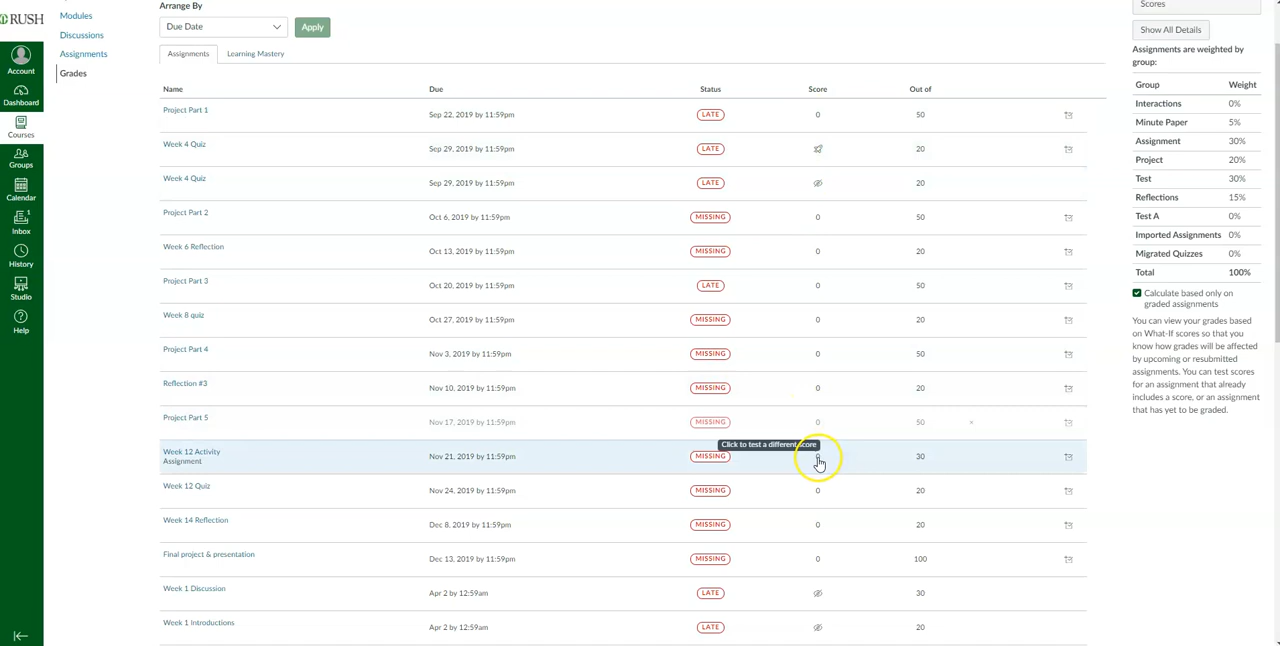 RUSH
Account
Dashboard
Courses
Groups
Calendar
1
Inbox
History
Studio
Help
Modules
Discussions
Assignments
Grades
Arrange By
Due Date
Apply
Assignments Learning Mastery
Name Due Status Score Out of
Project Part 1 Sep 22, 2019 by 11:59pm LATE 0 50
Week 4 Quiz Sep 29, 2019 by 11:59pm LATE 20
Week 4 Quiz Sep 29, 2019 by 11:59pm LATE 20
Project Part 2 Oct 6, 2019 by 11:59pm MISSING 0 50
Week 6 Reflection Oct 13, 2019 by 11:59pm MISSING 0 20
Project Part 3 Oct 20, 2019 by 11:59pm LATE 0 50
Week 8 quiz Oct 27, 2019 by 11:59pm MISSING 0 20
Project Part 4 Nov 3, 2019 by 11:59pm MISSING 0 50
Reflection #3 Nov 10, 2019 by 11:59pm MISSING 0 20
Project Part 5 Nov 17, 2019 by 11:59pm MISSING 0 50 ×
Click to test a different score
Week 12 Activity
Assignment Nov 21, 2019 by 11:59pm MISSING 0 30
Week 12 Quiz Nov 24, 2019 by 11:59pm MISSING 0 20
Week 14 Reflection Dec 8, 2019 by 11:59pm MISSING 0 20
Final project & presentation Dec 13, 2019 by 11:59pm MISSING 0 100
Week 1 Discussion Apr 2 by 12:59am LATE 30
Week 1 Introductions Apr 2 by 12:59am LATE 20
Scores
Show All Details
Assignments are weighted by
group:
Group Weight
Interactions 0%
Minute Paper 5%
Assignment 30%
Project 20%
Test 30%
Reflections 15%
Test A 0%
Imported Assignments 0%
Migrated Quizzes 0%
Total 100%
Calculate based only on
graded assignments
You can view your grades based
on What-If scores so that you
know how grades will be affected
by upcoming or resubmitted
assignments. You can test scores
for an assignment that already
includes a score, or an assignment
that has yet to be graded.